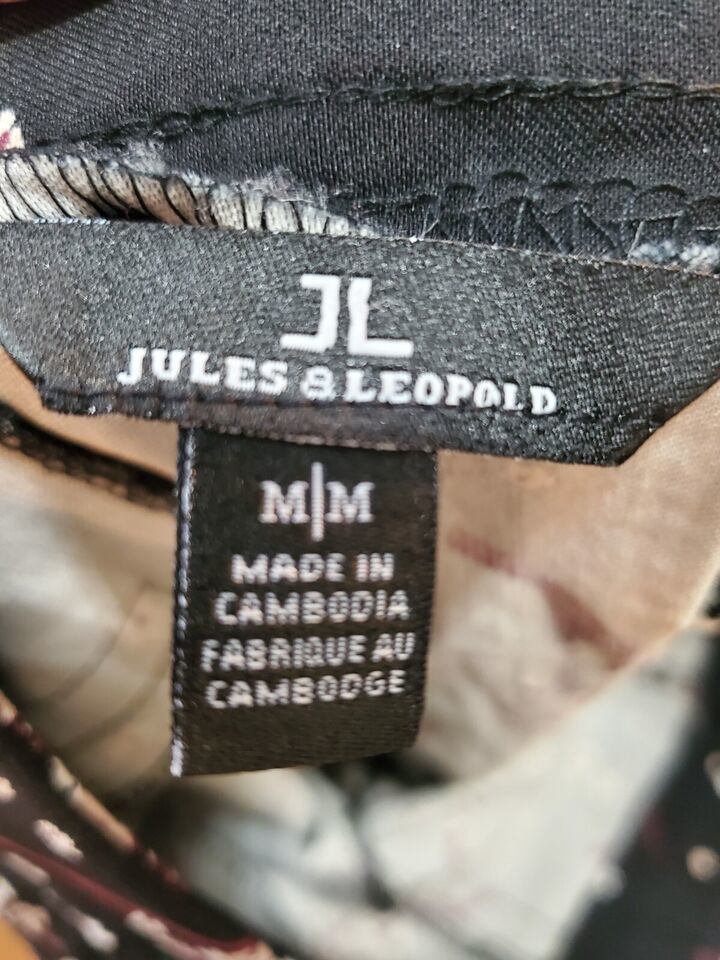 JL
JULES & LEOPOLD
M|M
MADE IN
CAMBODIA
FABRIQUE AU
CAMBODGE